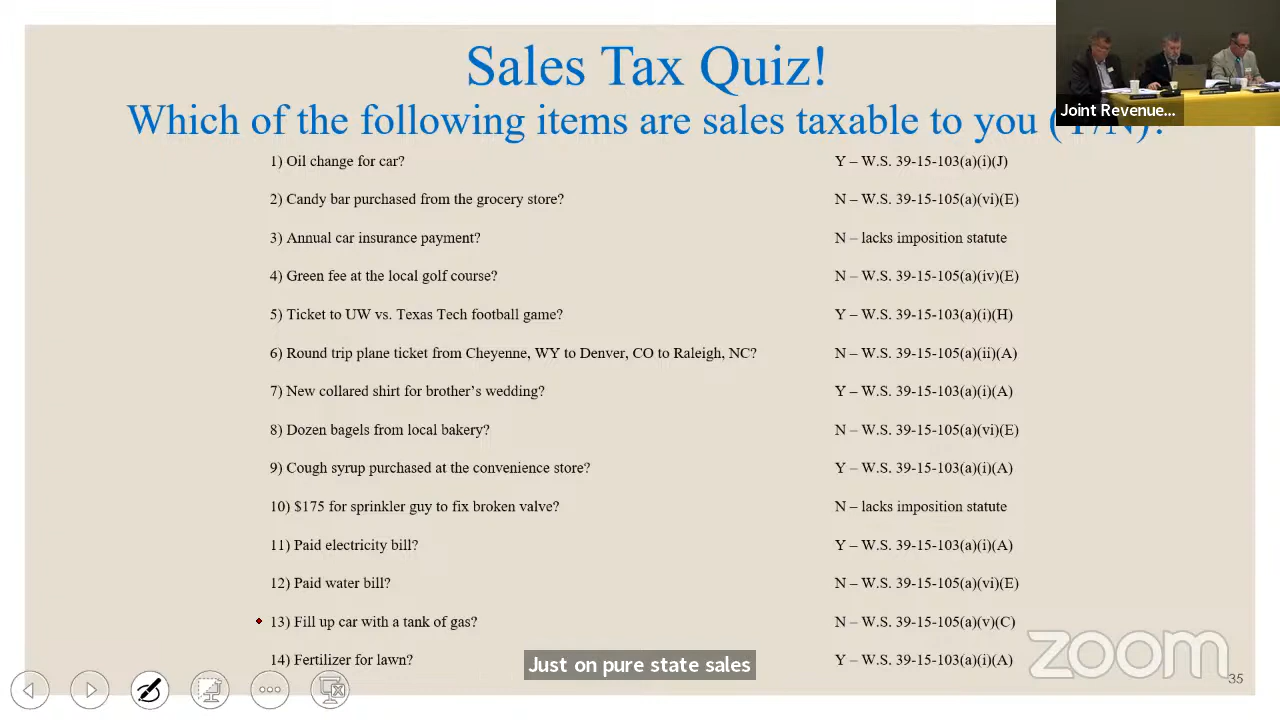 Sales Tax Quiz!
Which of the following items are sales taxable to you (Y/N)?
Joint Revenue...
1) Oil change for car? Y – W.S. 39-15-103(a)(i)(J)
2) Candy bar purchased from the grocery store? N – W.S. 39-15-105(a)(vi)(E)
3) Annual car insurance payment? N – lacks imposition statute
4) Green fee at the local golf course? N – W.S. 39-15-105(a)(iv)(E)
5) Ticket to UW vs. Texas Tech football game? Y – W.S. 39-15-103(a)(i)(H)
6) Round trip plane ticket from Cheyenne, WY to Denver, CO to Raleigh, NC? N – W.S. 39-15-105(a)(ii)(A)
7) New collared shirt for brother's wedding? Y – W.S. 39-15-103(a)(i)(A)
8) Dozen bagels from local bakery? N – W.S. 39-15-105(a)(vi)(E)
9) Cough syrup purchased at the convenience store? Y – W.S. 39-15-103(a)(i)(A)
10) $175 for sprinkler guy to fix broken valve? N – lacks imposition statute
11) Paid electricity bill? Y – W.S. 39-15-103(a)(i)(A)
12) Paid water bill? N – W.S. 39-15-105(a)(vi)(E)
13) Fill up car with a tank of gas? N – W.S. 39-15-105(a)(v)(C)
14) Fertilizer for lawn? Y – W.S. 39-15-103(a)(i)(A)
Just on pure state sales
zoom
35